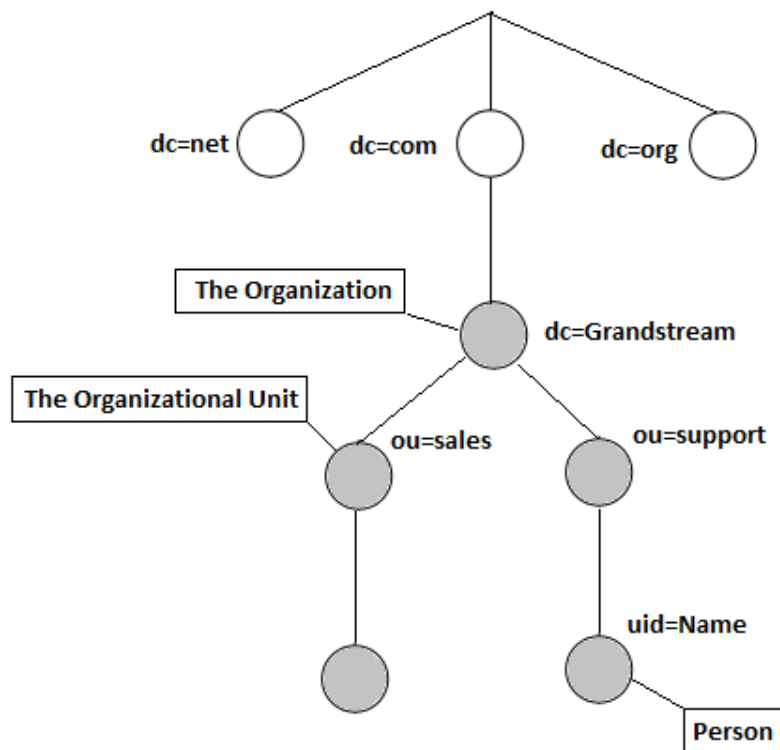 dc=net
dc=com
dc=org
The Organization
dc=Grandstream
The Organizational Unit
ou=sales
ou=support
uid=Name
Person